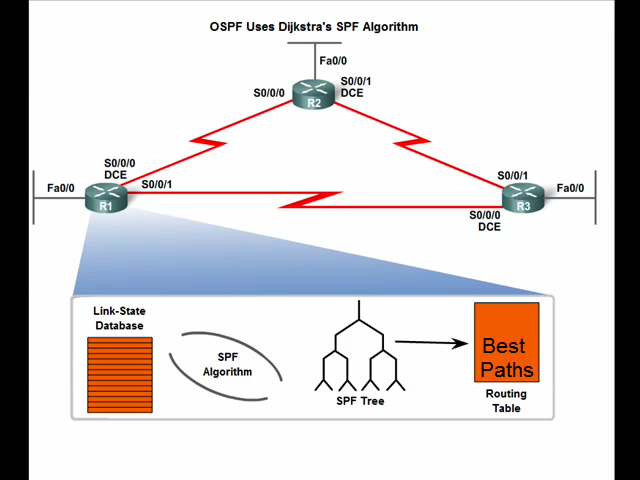 OSPF Uses Dijkstra's SPF Algorithm
Fa0/0
S0/0/0
S0/0/1
DCE
R2
S0/0/0
DCE
S0/0/1
Fa0/0
R1
S0/0/1
Fa0/0
R3
S0/0/0
DCE
Link-State
Database
SPF
Algorithm
SPF Tree
Best
Paths
Routing
Table